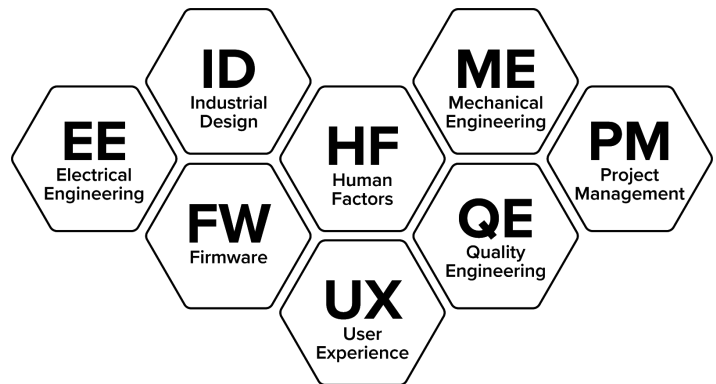 ID
Industrial
Design
ME
Mechanical
Engineering
EE
Electrical
Engineering
HF
Human
Factors
PM
Project
Management
FW
Firmware
QE
Quality
Engineering
UX
User
Experience